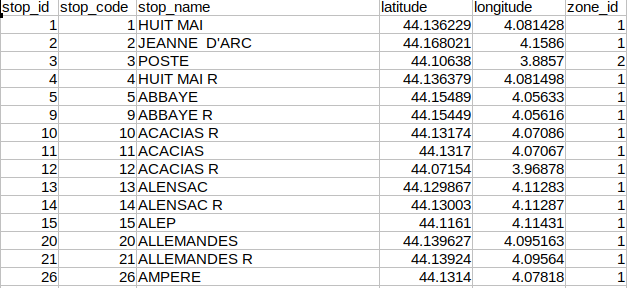 stop_id stop_code stop_name latitude longitude zone_id
1 1 HUIT MAI 44.136229 4.081428 1
2 2 JEANNE  D'ARC 44.168021 4.1586 1
3 3 POSTE 44.10638 3.8857 2
4 4 HUIT MAI R 44.136379 4.081498 1
5 5 ABBAYE 44.15489 4.05633 1
9 9 ABBAYE R 44.15449 4.05616 1
10 10 ACACIAS R 44.13174 4.07086 1
11 11 ACACIAS 44.1317 4.07067 1
12 12 ACACIAS R 44.07154 3.96878 1
13 13 ALENSAC 44.129867 4.11283 1
14 14 ALENSAC R 44.13003 4.11287 1
15 15 ALEP 44.1161 4.11431 1
20 20 ALLEMANDES 44.139627 4.095163 1
21 21 ALLEMANDES R 44.13924 4.09564 1
26 26 AMPERE 44.1314 4.07818 1